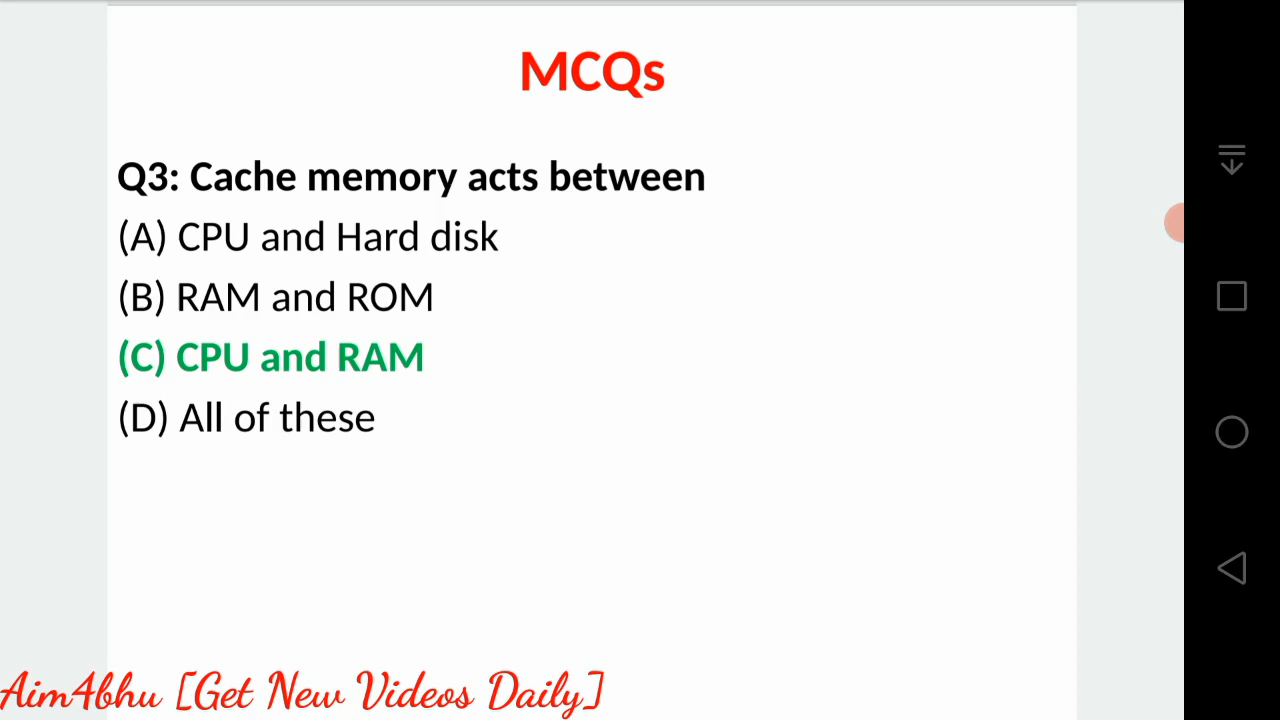 MCQs
Q3: Cache memory acts between
(A) CPU and Hard disk
(B) RAM and ROM
(C) CPU and RAM
(D) All of these
Aim4bhu [Get New Videos Daily]